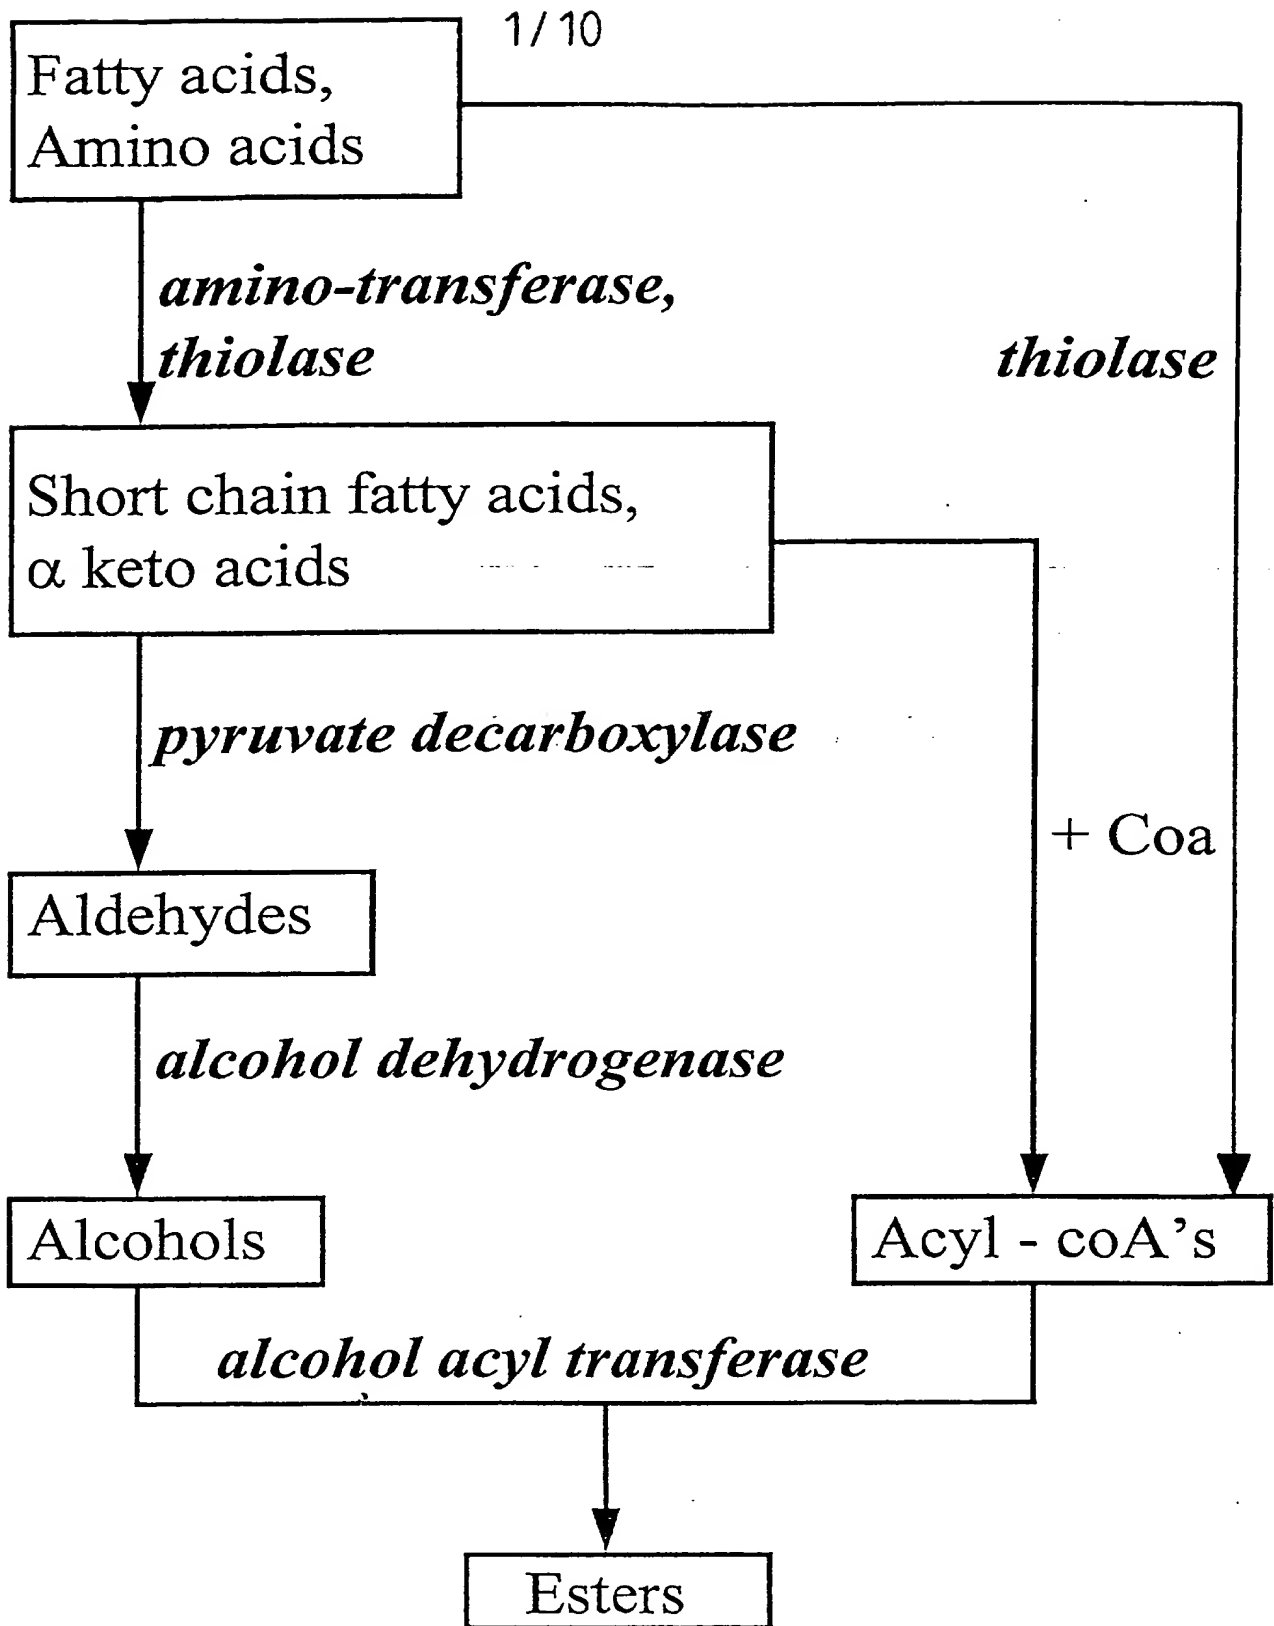 1/10
Fatty acids,
Amino acids
amino-transferase,
thiolase
thiolase
Short chain fatty acids,
α keto acids
pyruvate decarboxylase
+ Coa
Aldehydes
alcohol dehydrogenase
Alcohols
Acyl - coA's
alcohol acyl transferase
Esters